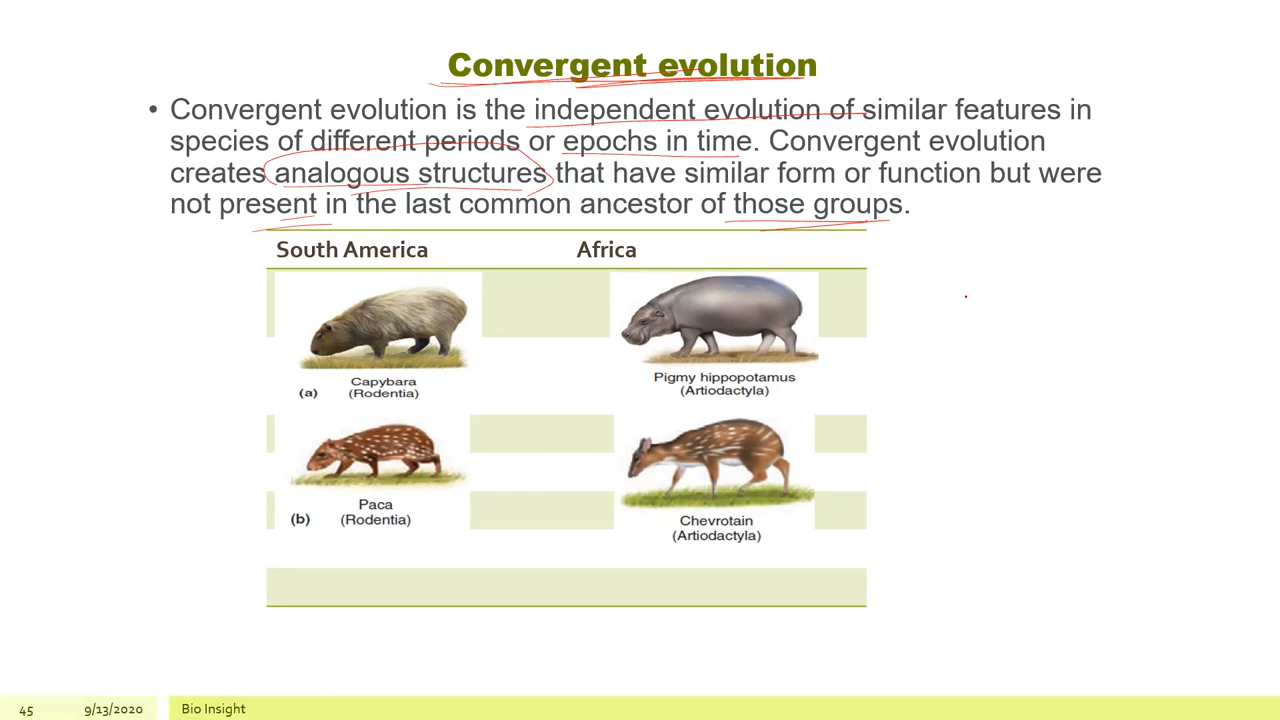 Convergent evolution
• Convergent evolution is the independent evolution of similar features in
species of different periods or epochs in time. Convergent evolution
creates analogous structures that have similar form or function but were
not present in the last common ancestor of those groups.
South America Africa
Capybara
(a) (Rodentia)
Pigmy hippopotamus
(Artiodactyla)
Paca
(b) (Rodentia)
Chevrotain
(Artiodactyla)
45 9/13/2020 Bio Insight